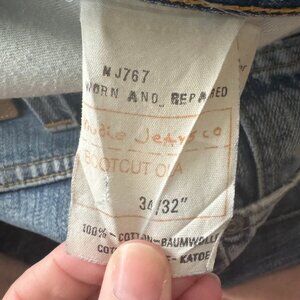 NJ767
WORN AND REPAIRED
Nudie Jeans co
BOOTCUT OLA
34/32"
100%-COTTON-BAUMWOLLE
KATOE